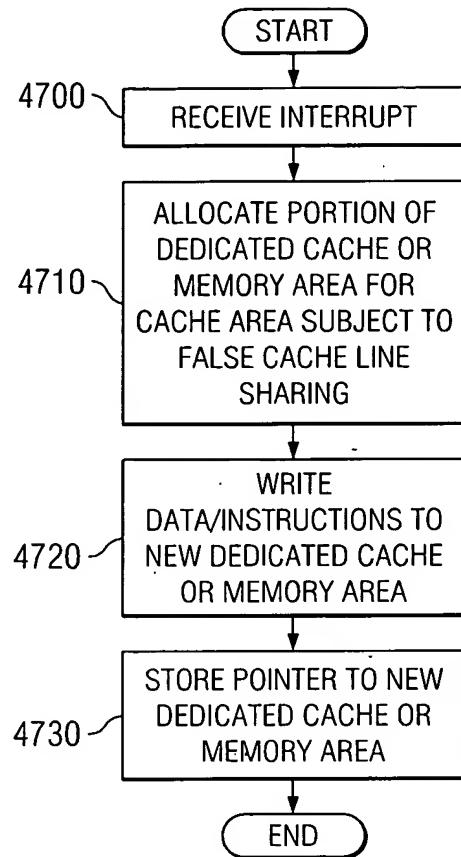 START
4700
RECEIVE INTERRUPT
4710
ALLOCATE PORTION OF
DEDICATED CACHE OR
MEMORY AREA FOR
CACHE AREA SUBJECT TO
FALSE CACHE LINE
SHARING
4720
WRITE
DATA/INSTRUCTIONS TO
NEW DEDICATED CACHE
OR MEMORY AREA
4730
STORE POINTER TO NEW
DEDICATED CACHE OR
MEMORY AREA
END